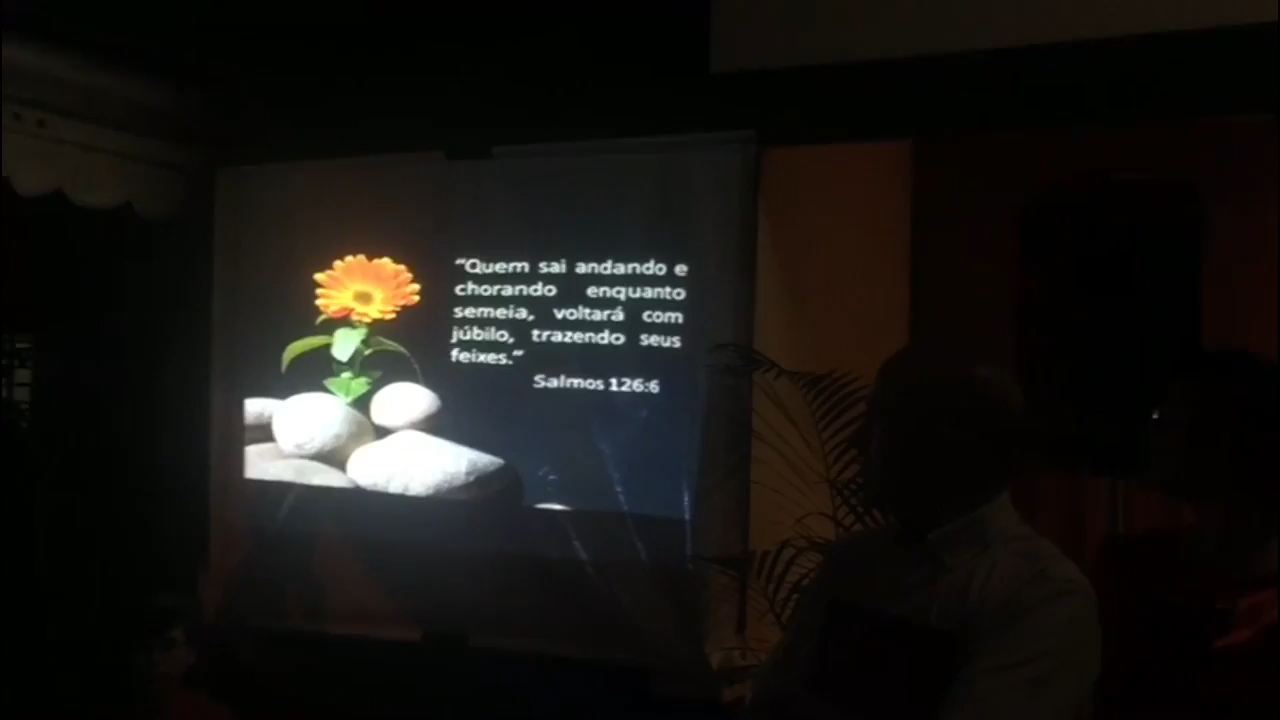 “Quem sai andando e
chorando enquanto
semeia, voltará com
júbilo, trazendo seus
feixes.”
Salmos 126:6